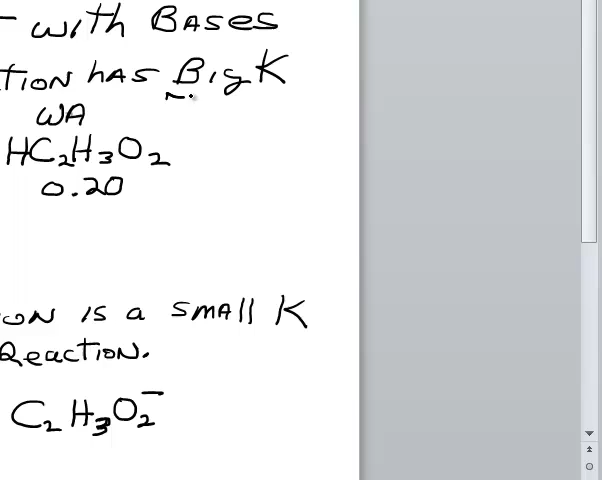 - with Bases
tion has Big K
WA
HC₂H₃O₂
0.20
on is a small K
Reaction.
C₂H₃O₂⁻